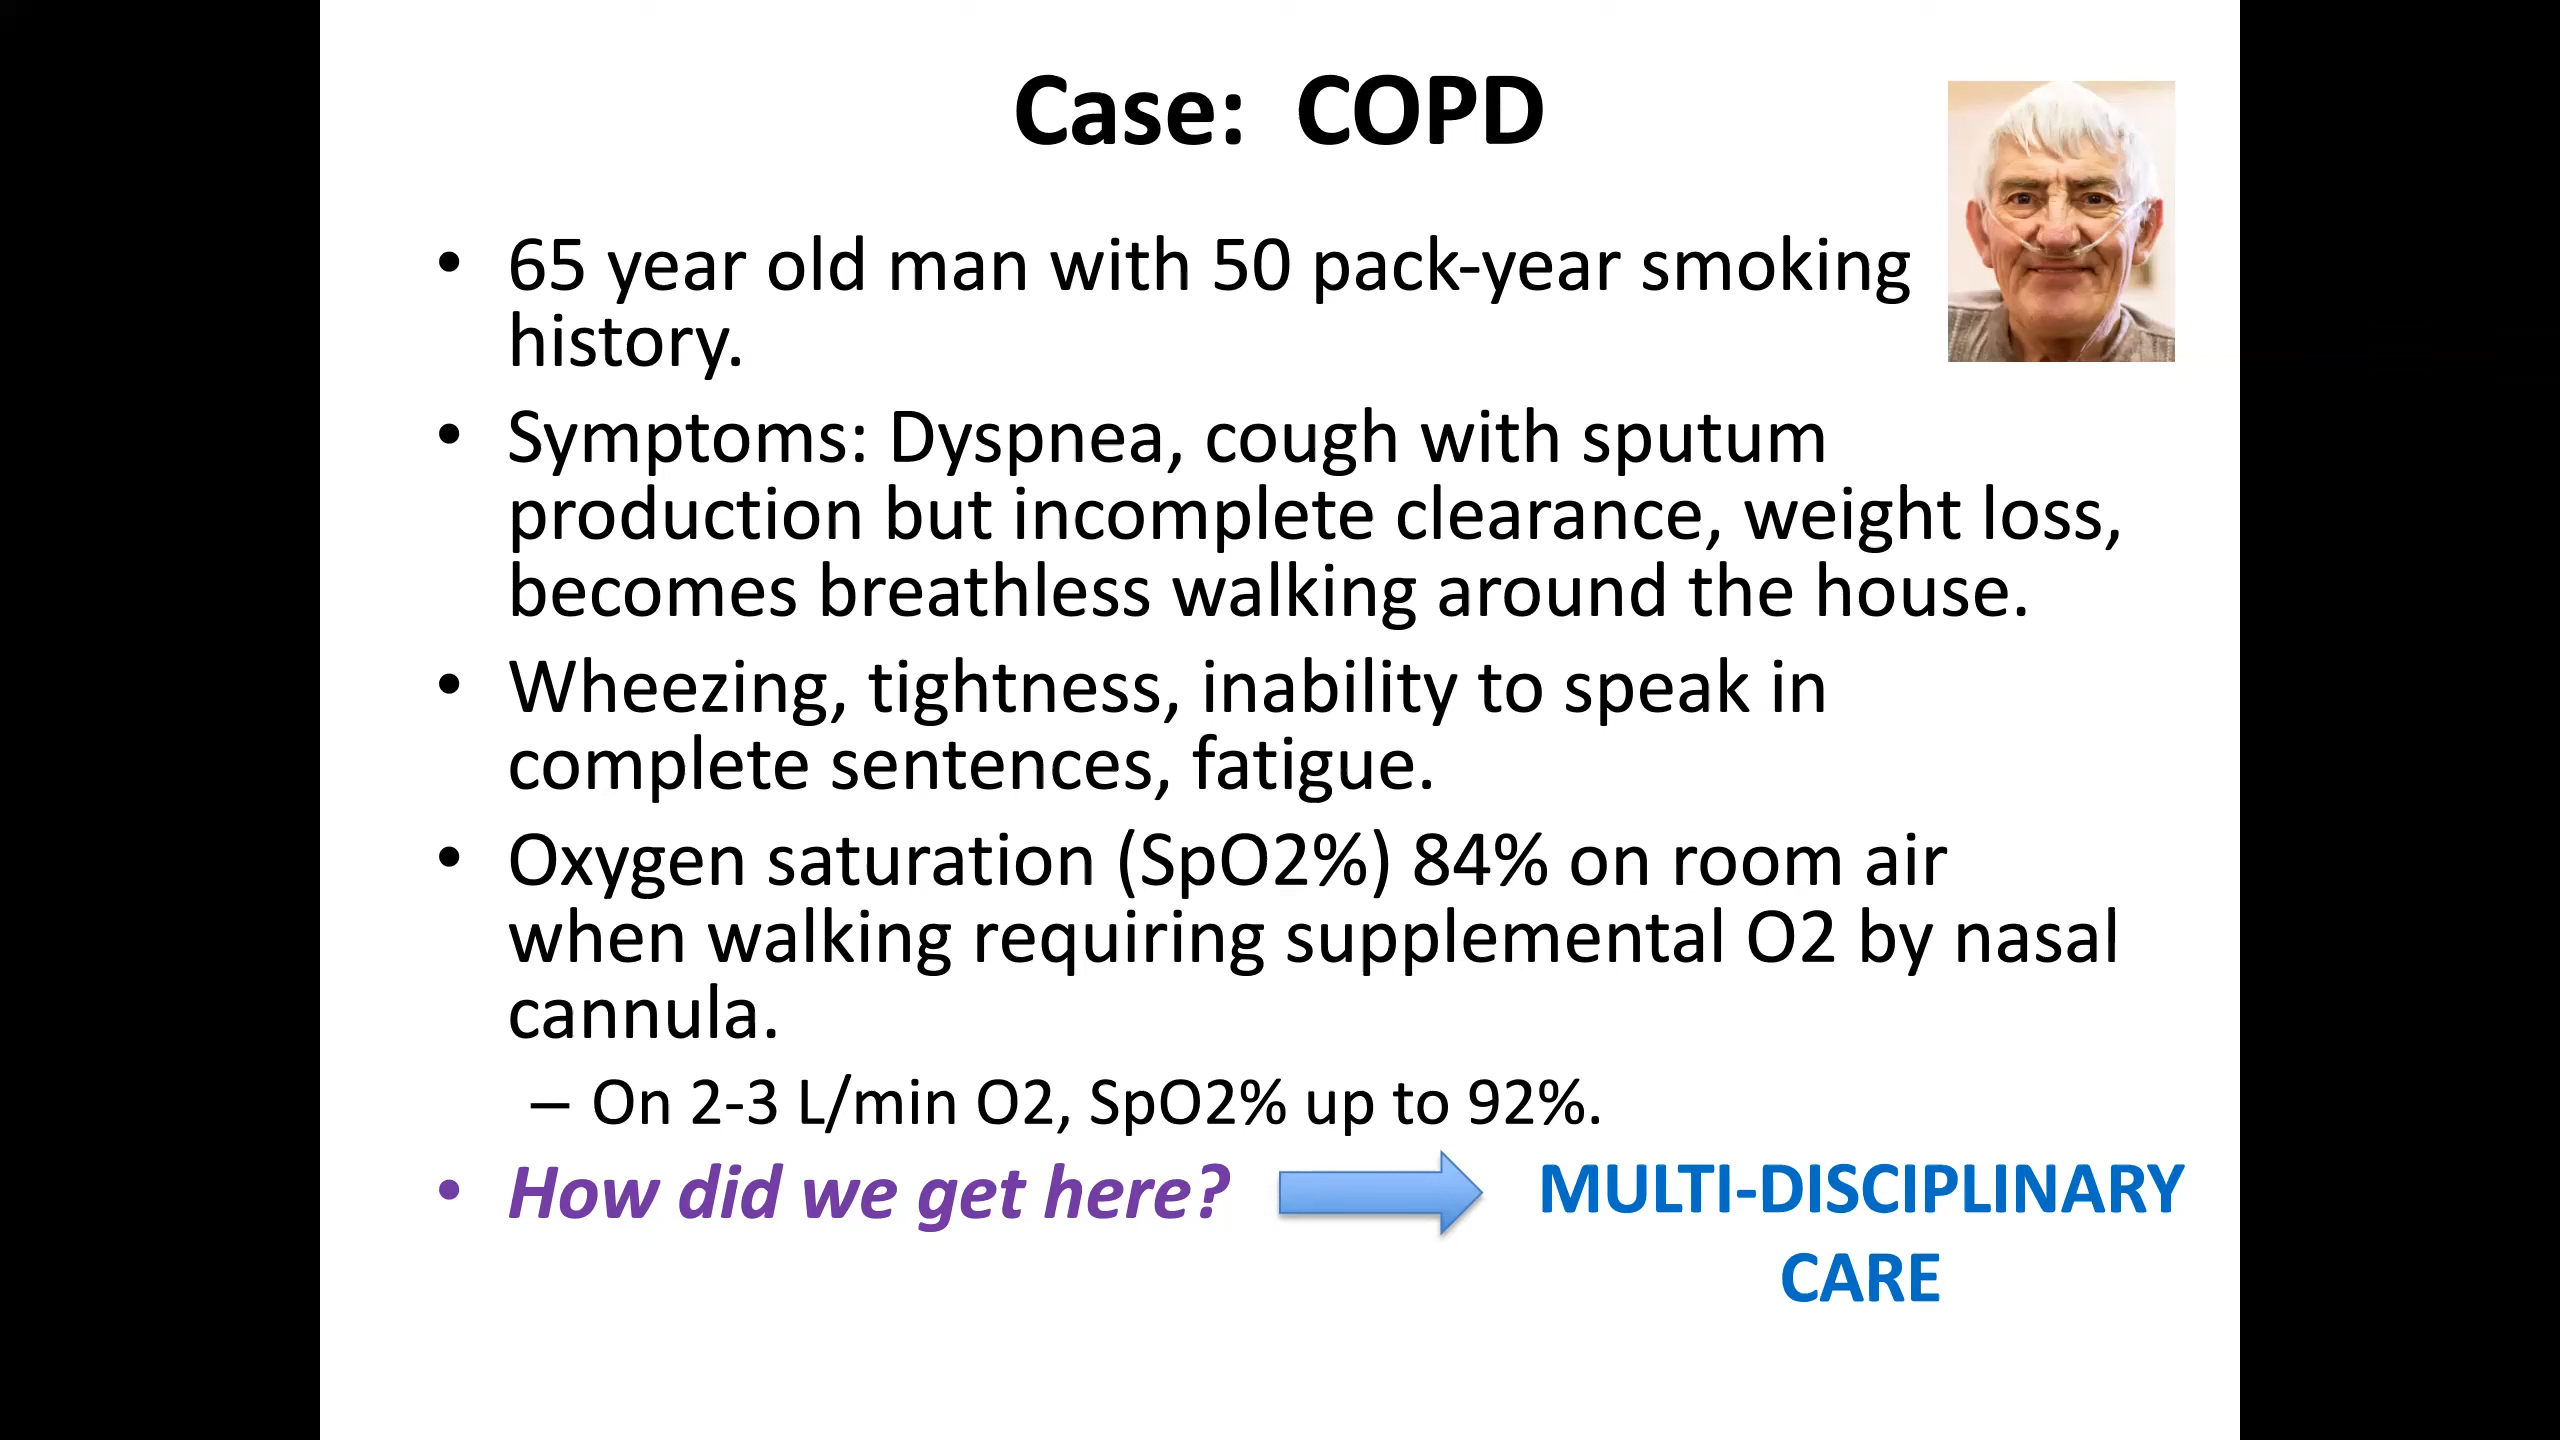 Case:  COPD
• 65 year old man with 50 pack-year smoking
history.
• Symptoms: Dyspnea, cough with sputum
production but incomplete clearance, weight loss,
becomes breathless walking around the house.
• Wheezing, tightness, inability to speak in
complete sentences, fatigue.
• Oxygen saturation (SpO2%) 84% on room air
when walking requiring supplemental O2 by nasal
cannula.
– On 2-3 L/min O2, SpO2% up to 92%.
• How did we get here?
MULTI-DISCIPLINARY
CARE